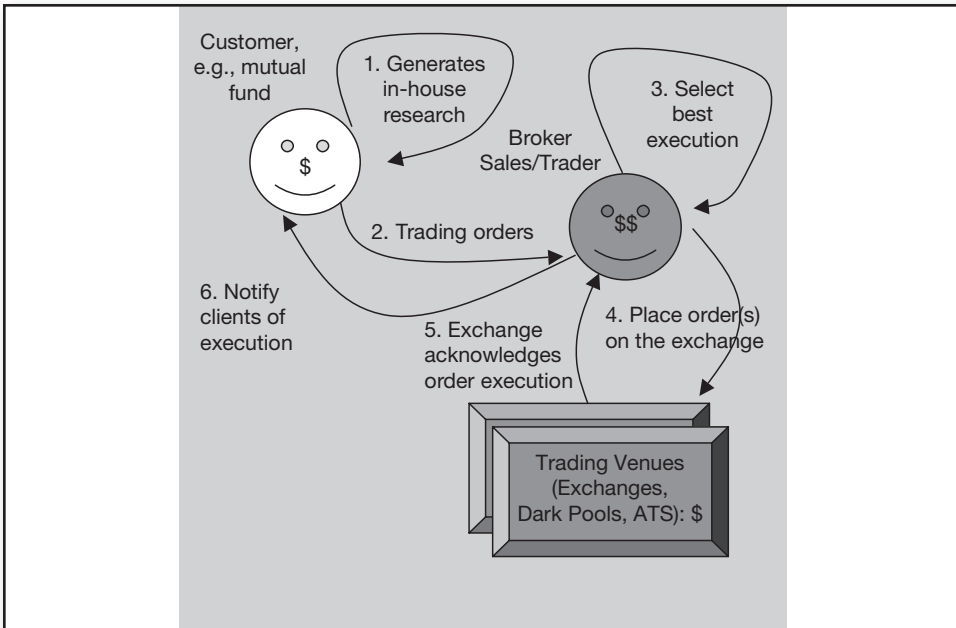 Customer,
e.g., mutual
fund
$
1. Generates
in-house
research
2. Trading orders
Broker
Sales/Trader
$$
3. Select
best
execution
4. Place order(s)
on the exchange
5. Exchange
acknowledges
order execution
6. Notify
clients of
execution
Trading Venues
(Exchanges,
Dark Pools, ATS): $